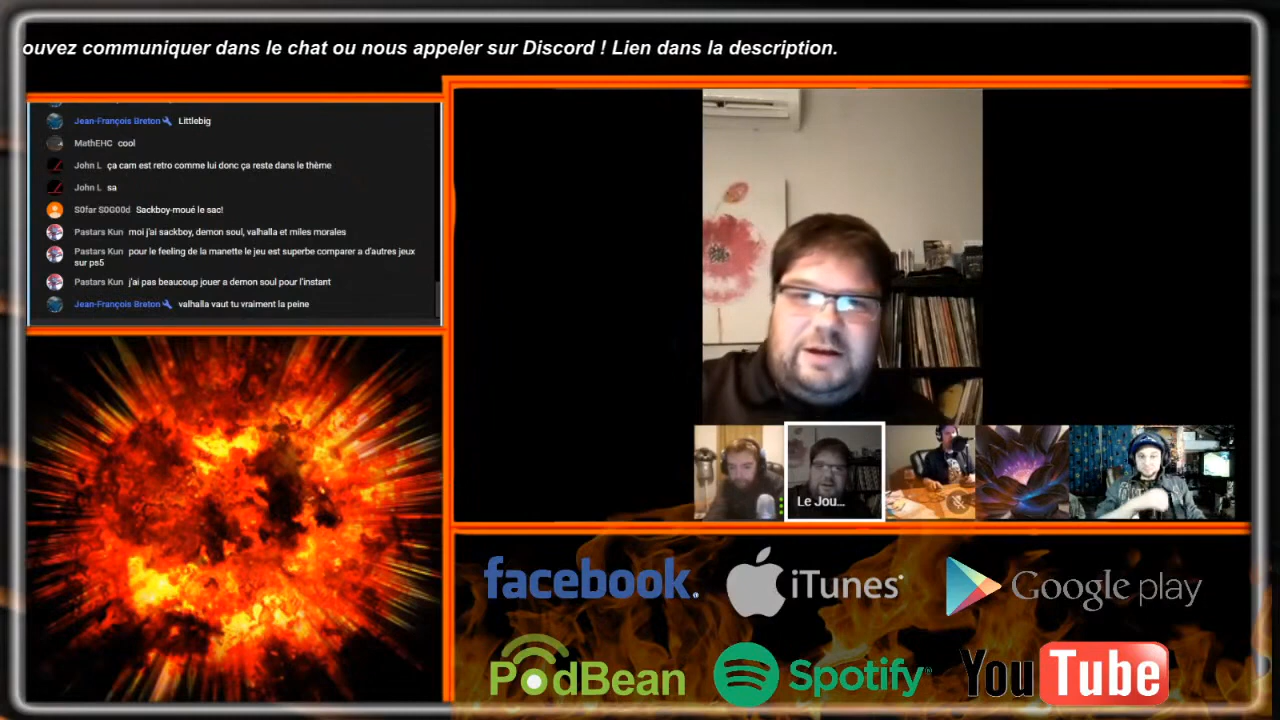 ouvez communiquer dans le chat ou nous appeler sur Discord ! Lien dans la description.
Jean-François Breton Littlebig
MathEHC cool
John L ça cam est retro comme lui donc ça reste dans le thème
John L sa
S0far S0G00d Sackboy-moué le sac!
Pastars Kun moi j'ai sackboy, demon soul, valhalla et miles morales
Pastars Kun pour le feeling de la manette le jeu est superbe comparer a d'autres jeux
sur ps5
Pastars Kun j'ai pas beaucoup jouer a demon soul pour l'instant
Jean-François Breton valhalla vaut tu vraiment la peine
Le Jou...
facebook.
iTunes
Google play
PodBean
Spotify
YouTube